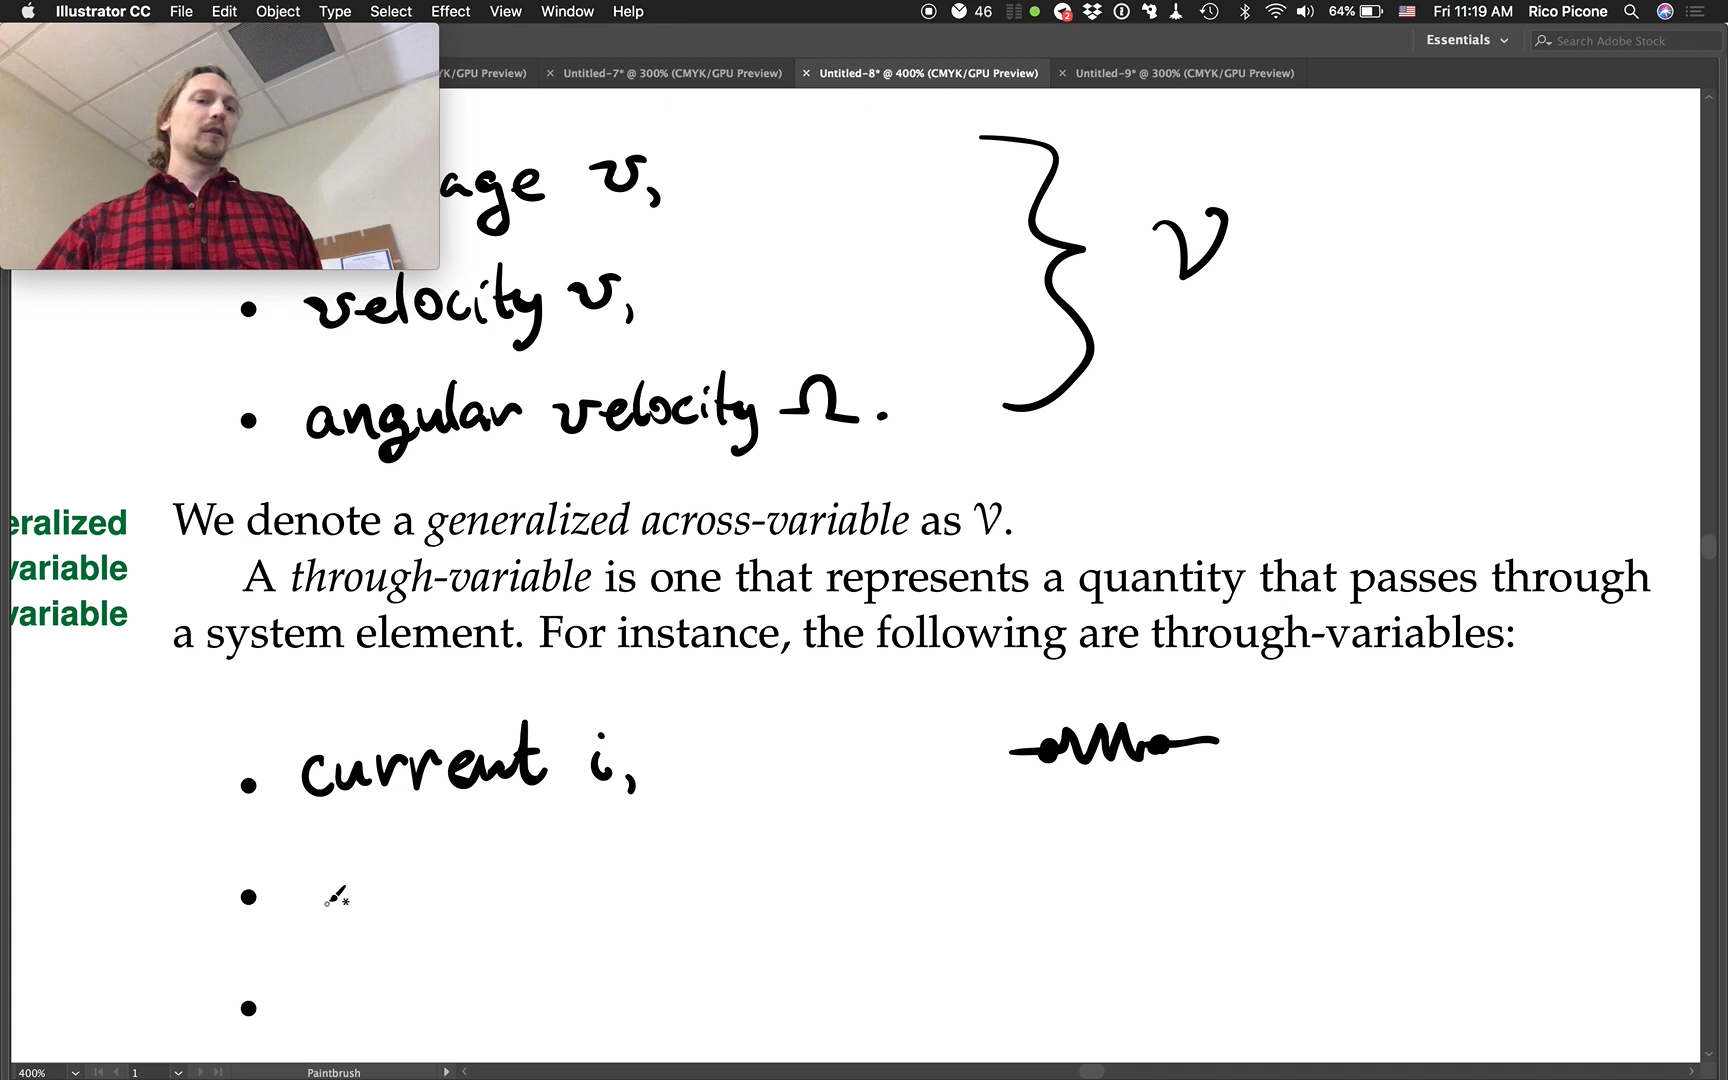 Illustrator CC File Edit Object Type Select Effect View Window Help 46 2 64% Fri 11:19 AM Rico Picone
Essentials Search Adobe Stock
YK/GPU Preview) × Untitled-7* @ 300% (CMYK/GPU Preview) × Untitled-8* @ 400% (CMYK/GPU Preview) × Untitled-9* @ 300% (CMYK/GPU Preview)
age v,
• velocity v,
• angular velocity Ω.
𝒱
eralized
variable
variable
We denote a generalized across-variable as 𝒱.
A through-variable is one that represents a quantity that passes through
a system element. For instance, the following are through-variables:
• current i,
•
•
400% 1 Paintbrush